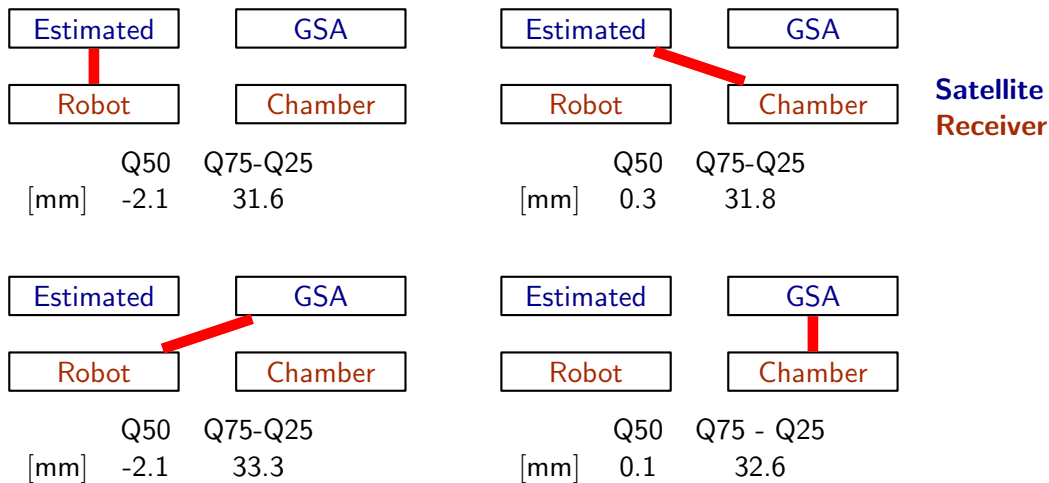 Estimated GSA
Robot Chamber
Q50 Q75-Q25
[mm] -2.1 31.6
Estimated GSA
Robot Chamber
Q50 Q75-Q25
[mm] 0.3 31.8
Satellite
Receiver
Estimated GSA
Robot Chamber
Q50 Q75-Q25
[mm] -2.1 33.3
Estimated GSA
Robot Chamber
Q50 Q75 - Q25
[mm] 0.1 32.6